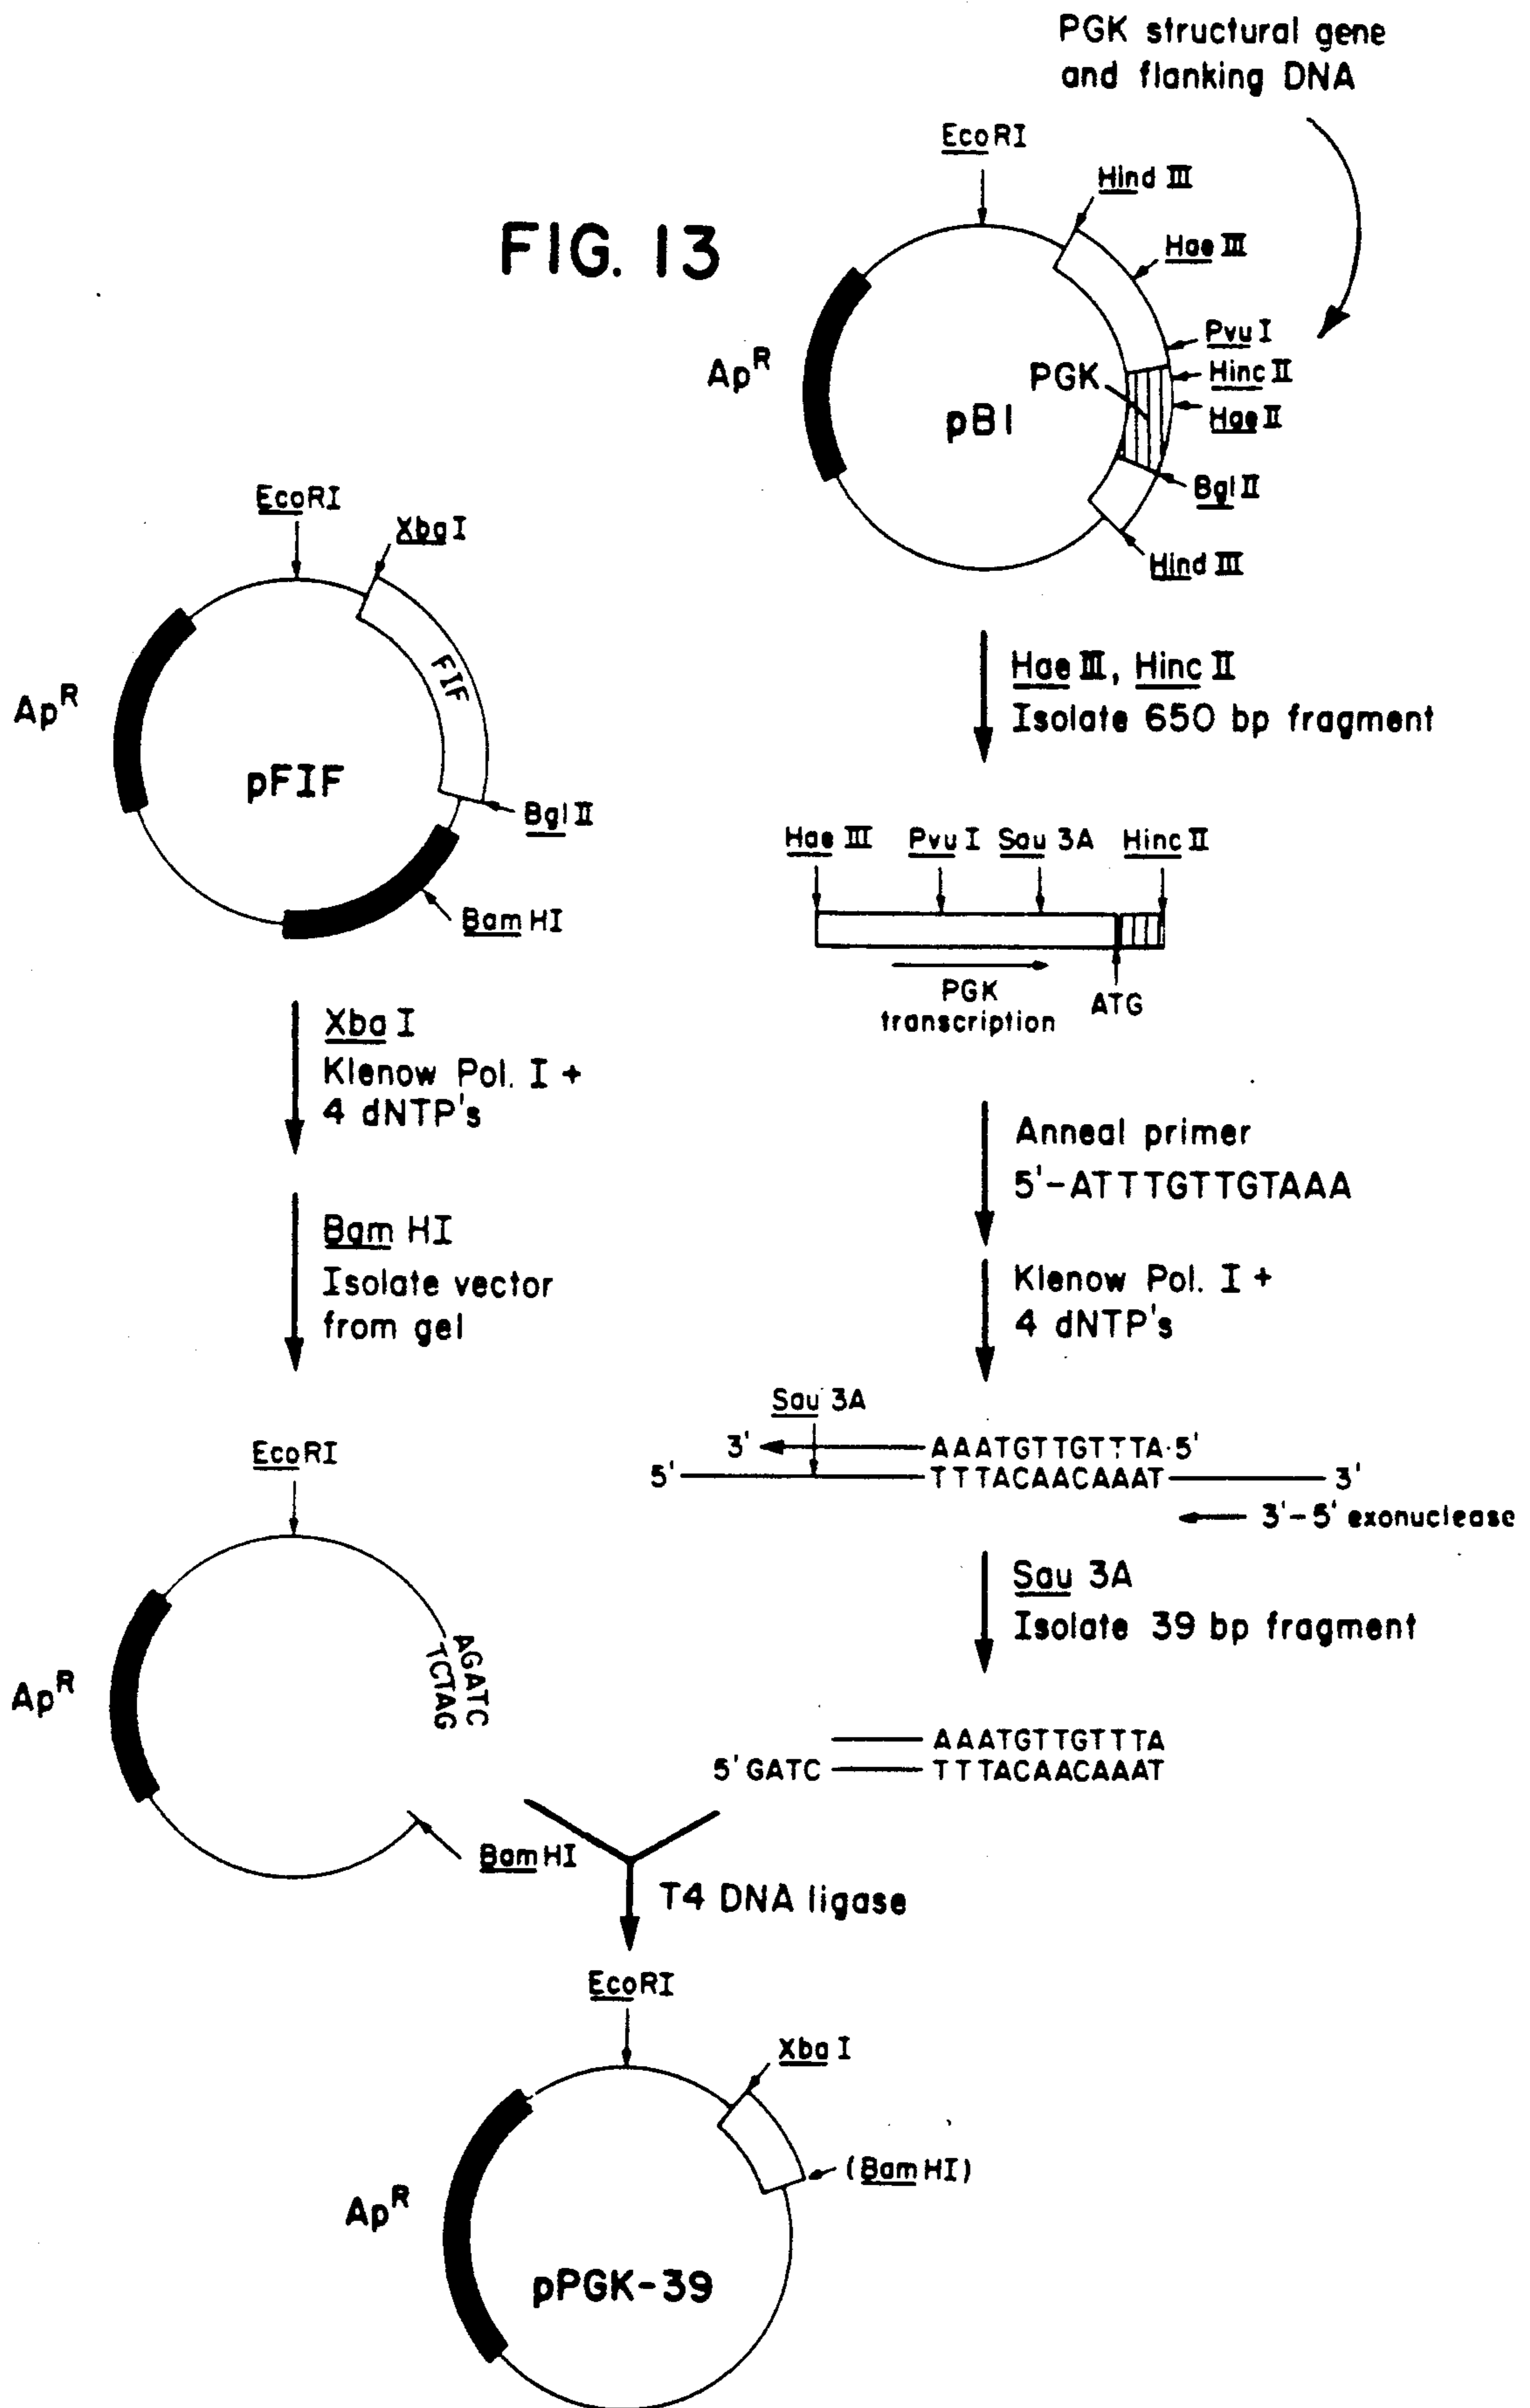 PGK structural gene
and flanking DNA
FIG. 13
EcoRI
Hind III
Hae III
Pvu I
Hinc II
Hae II
Bgl II
Hind III
PGK
pB1
Ap^R
EcoRI
XbaI
FIF
Bgl II
Bam HI
pFIF
Ap^R
Hae III, Hinc II
Isolate 650 bp fragment
Hae III Pvu I Sau 3A Hinc II
PGK
transcription
ATG
Xba I
Klenow Pol. I +
4 dNTP's
Bam HI
Isolate vector
from gel
Anneal primer
5'-ATTTGTTGTAAA
Klenow Pol. I +
4 dNTP's
Sau 3A
3' AAATGTTGTTTA·5'
5' TTTACAACAAAT 3'
3'-5' exonuclease
Sau 3A
Isolate 39 bp fragment
AAATGTTGTTTA
5'GATC TTTACAACAAAT
EcoRI
AGATC
TCTAG
Ap^R
BamHI
T4 DNA ligase
EcoRI
Xba I
(Bam HI)
Ap^R
pPGK-39